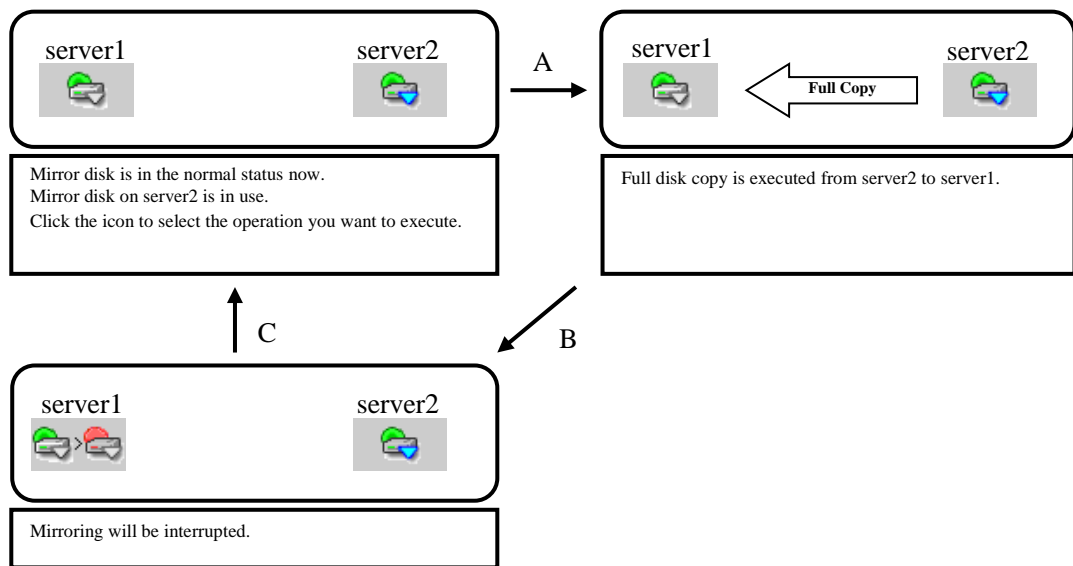 server1
server2
Mirror disk is in the normal status now.
Mirror disk on server2 is in use.
Click the icon to select the operation you want to execute.
A
server1
Full Copy
server2
Full disk copy is executed from server2 to server1.
C
B
server1
>
server2
Mirroring will be interrupted.